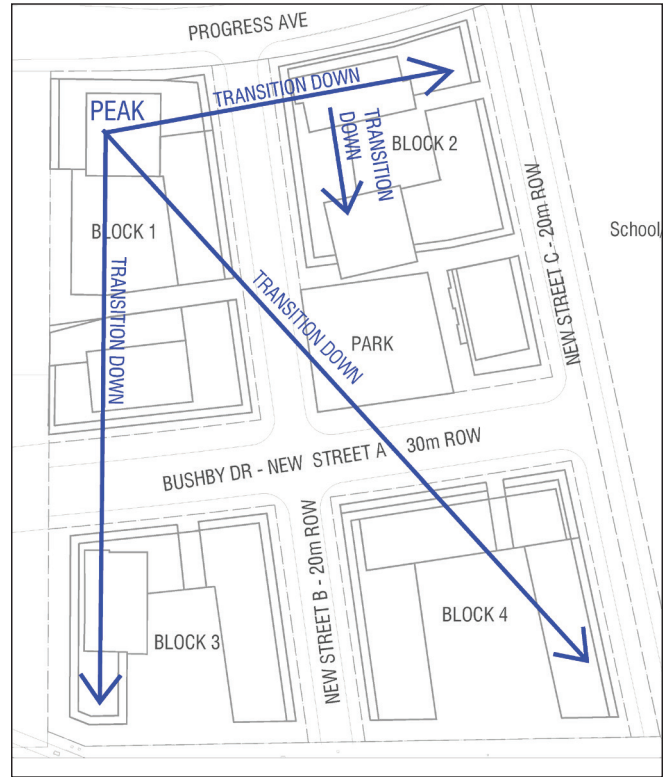 PROGRESS AVE
TRANSITION DOWN
PEAK
TRANSITION
DOWN
BLOCK 2
School
BLOCK 1
TRANSITION DOWN
TRANSITION DOWN
NEW STREET C - 20m ROW
PARK
BUSHBY DR - NEW STREET A 30m ROW
NEW STREET B - 20m ROW
BLOCK 3
BLOCK 4